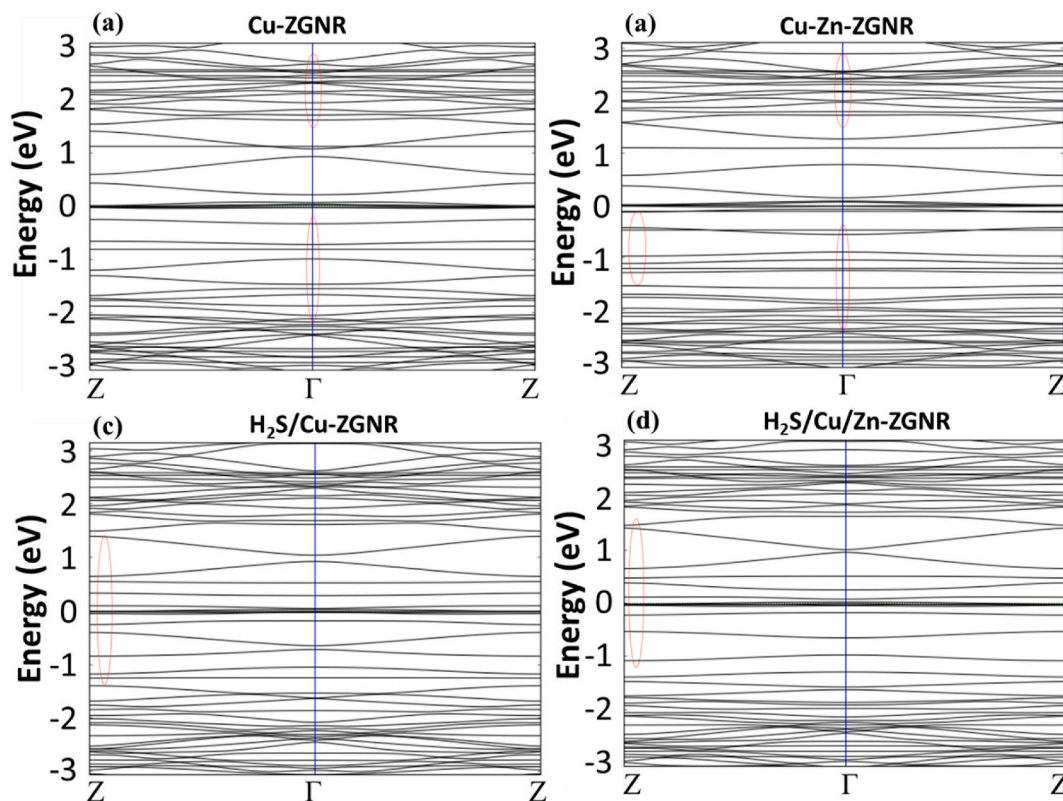 (a)
Cu-ZGNR
3
2
1
0
-1
-2
-3
Energy (eV)
Z
Γ
Z
(a)
Cu-Zn-ZGNR
3
2
1
0
-1
-2
-3
Energy (eV)
Z
Γ
Z
(c)
H₂S/Cu-ZGNR
3
2
1
0
-1
-2
-3
Energy (eV)
Z
Γ
Z
(d)
H₂S/Cu/Zn-ZGNR
3
2
1
0
-1
-2
-3
Energy (eV)
Z
Γ
Z